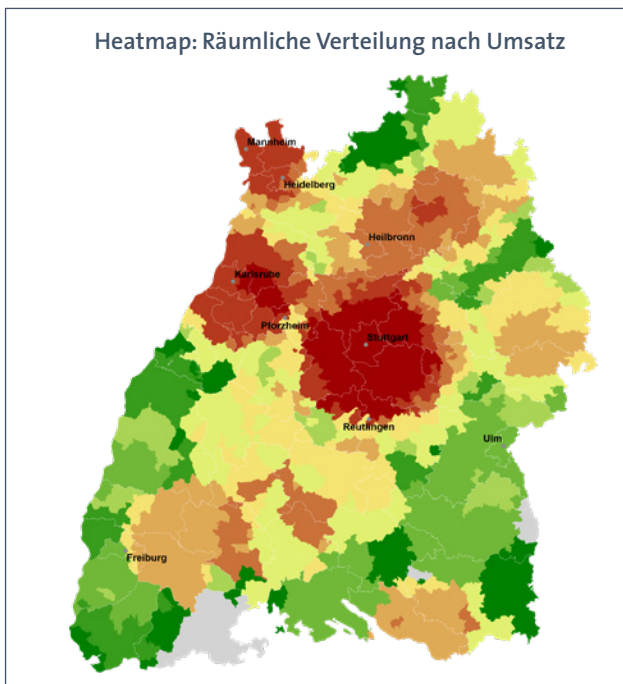 Heatmap: Räumliche Verteilung nach Umsatz
Mannheim
Heidelberg
Heilbronn
Karlsruhe
Pforzheim
Stuttgart
Reutlingen
Ulm
Freiburg